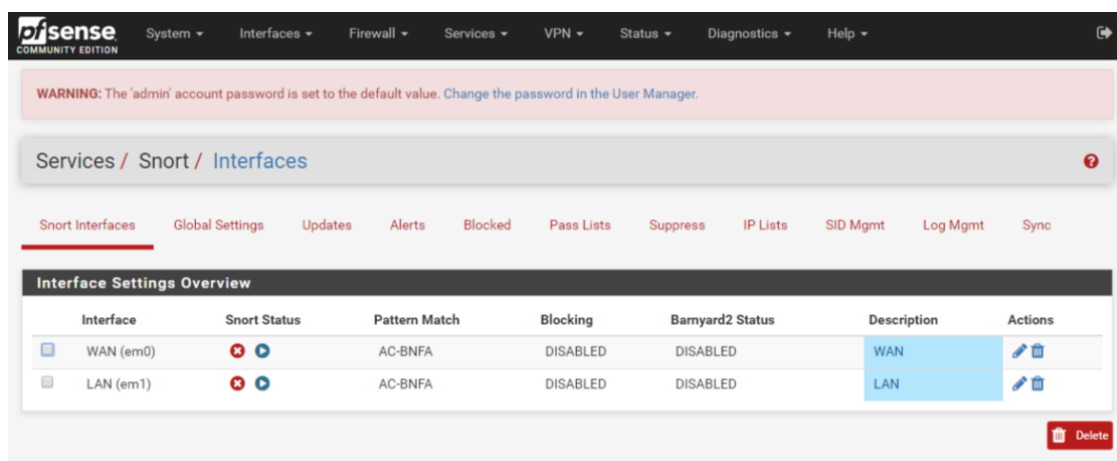 pfsense System Interfaces Firewall Services VPN Status Diagnostics Help
COMMUNITY EDITION
WARNING: The 'admin' account password is set to the default value. Change the password in the User Manager.
Services / Snort / Interfaces
Snort Interfaces Global Settings Updates Alerts Blocked Pass Lists Suppress IP Lists SID Mgmt Log Mgmt Sync
Interface Settings Overview
Interface Snort Status Pattern Match Blocking Barnyard2 Status Description Actions
WAN (em0) AC-BNFA DISABLED DISABLED WAN
LAN (em1) AC-BNFA DISABLED DISABLED LAN
Delete